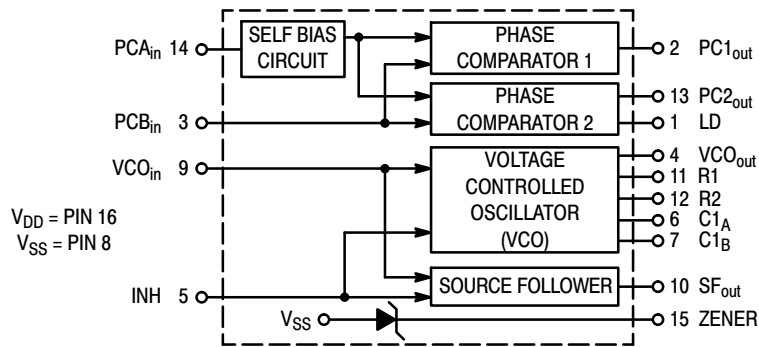 PCAin 14
SELF BIAS
CIRCUIT
PHASE
COMPARATOR 1
2 PC1out
PCBin 3
PHASE
COMPARATOR 2
13 PC2out
1 LD
VCOin 9
VOLTAGE
CONTROLLED
OSCILLATOR
(VCO)
4 VCOout
11 R1
12 R2
6 C1A
7 C1B
VDD = PIN 16
VSS = PIN 8
INH 5
SOURCE FOLLOWER
10 SFout
VSS
15 ZENER